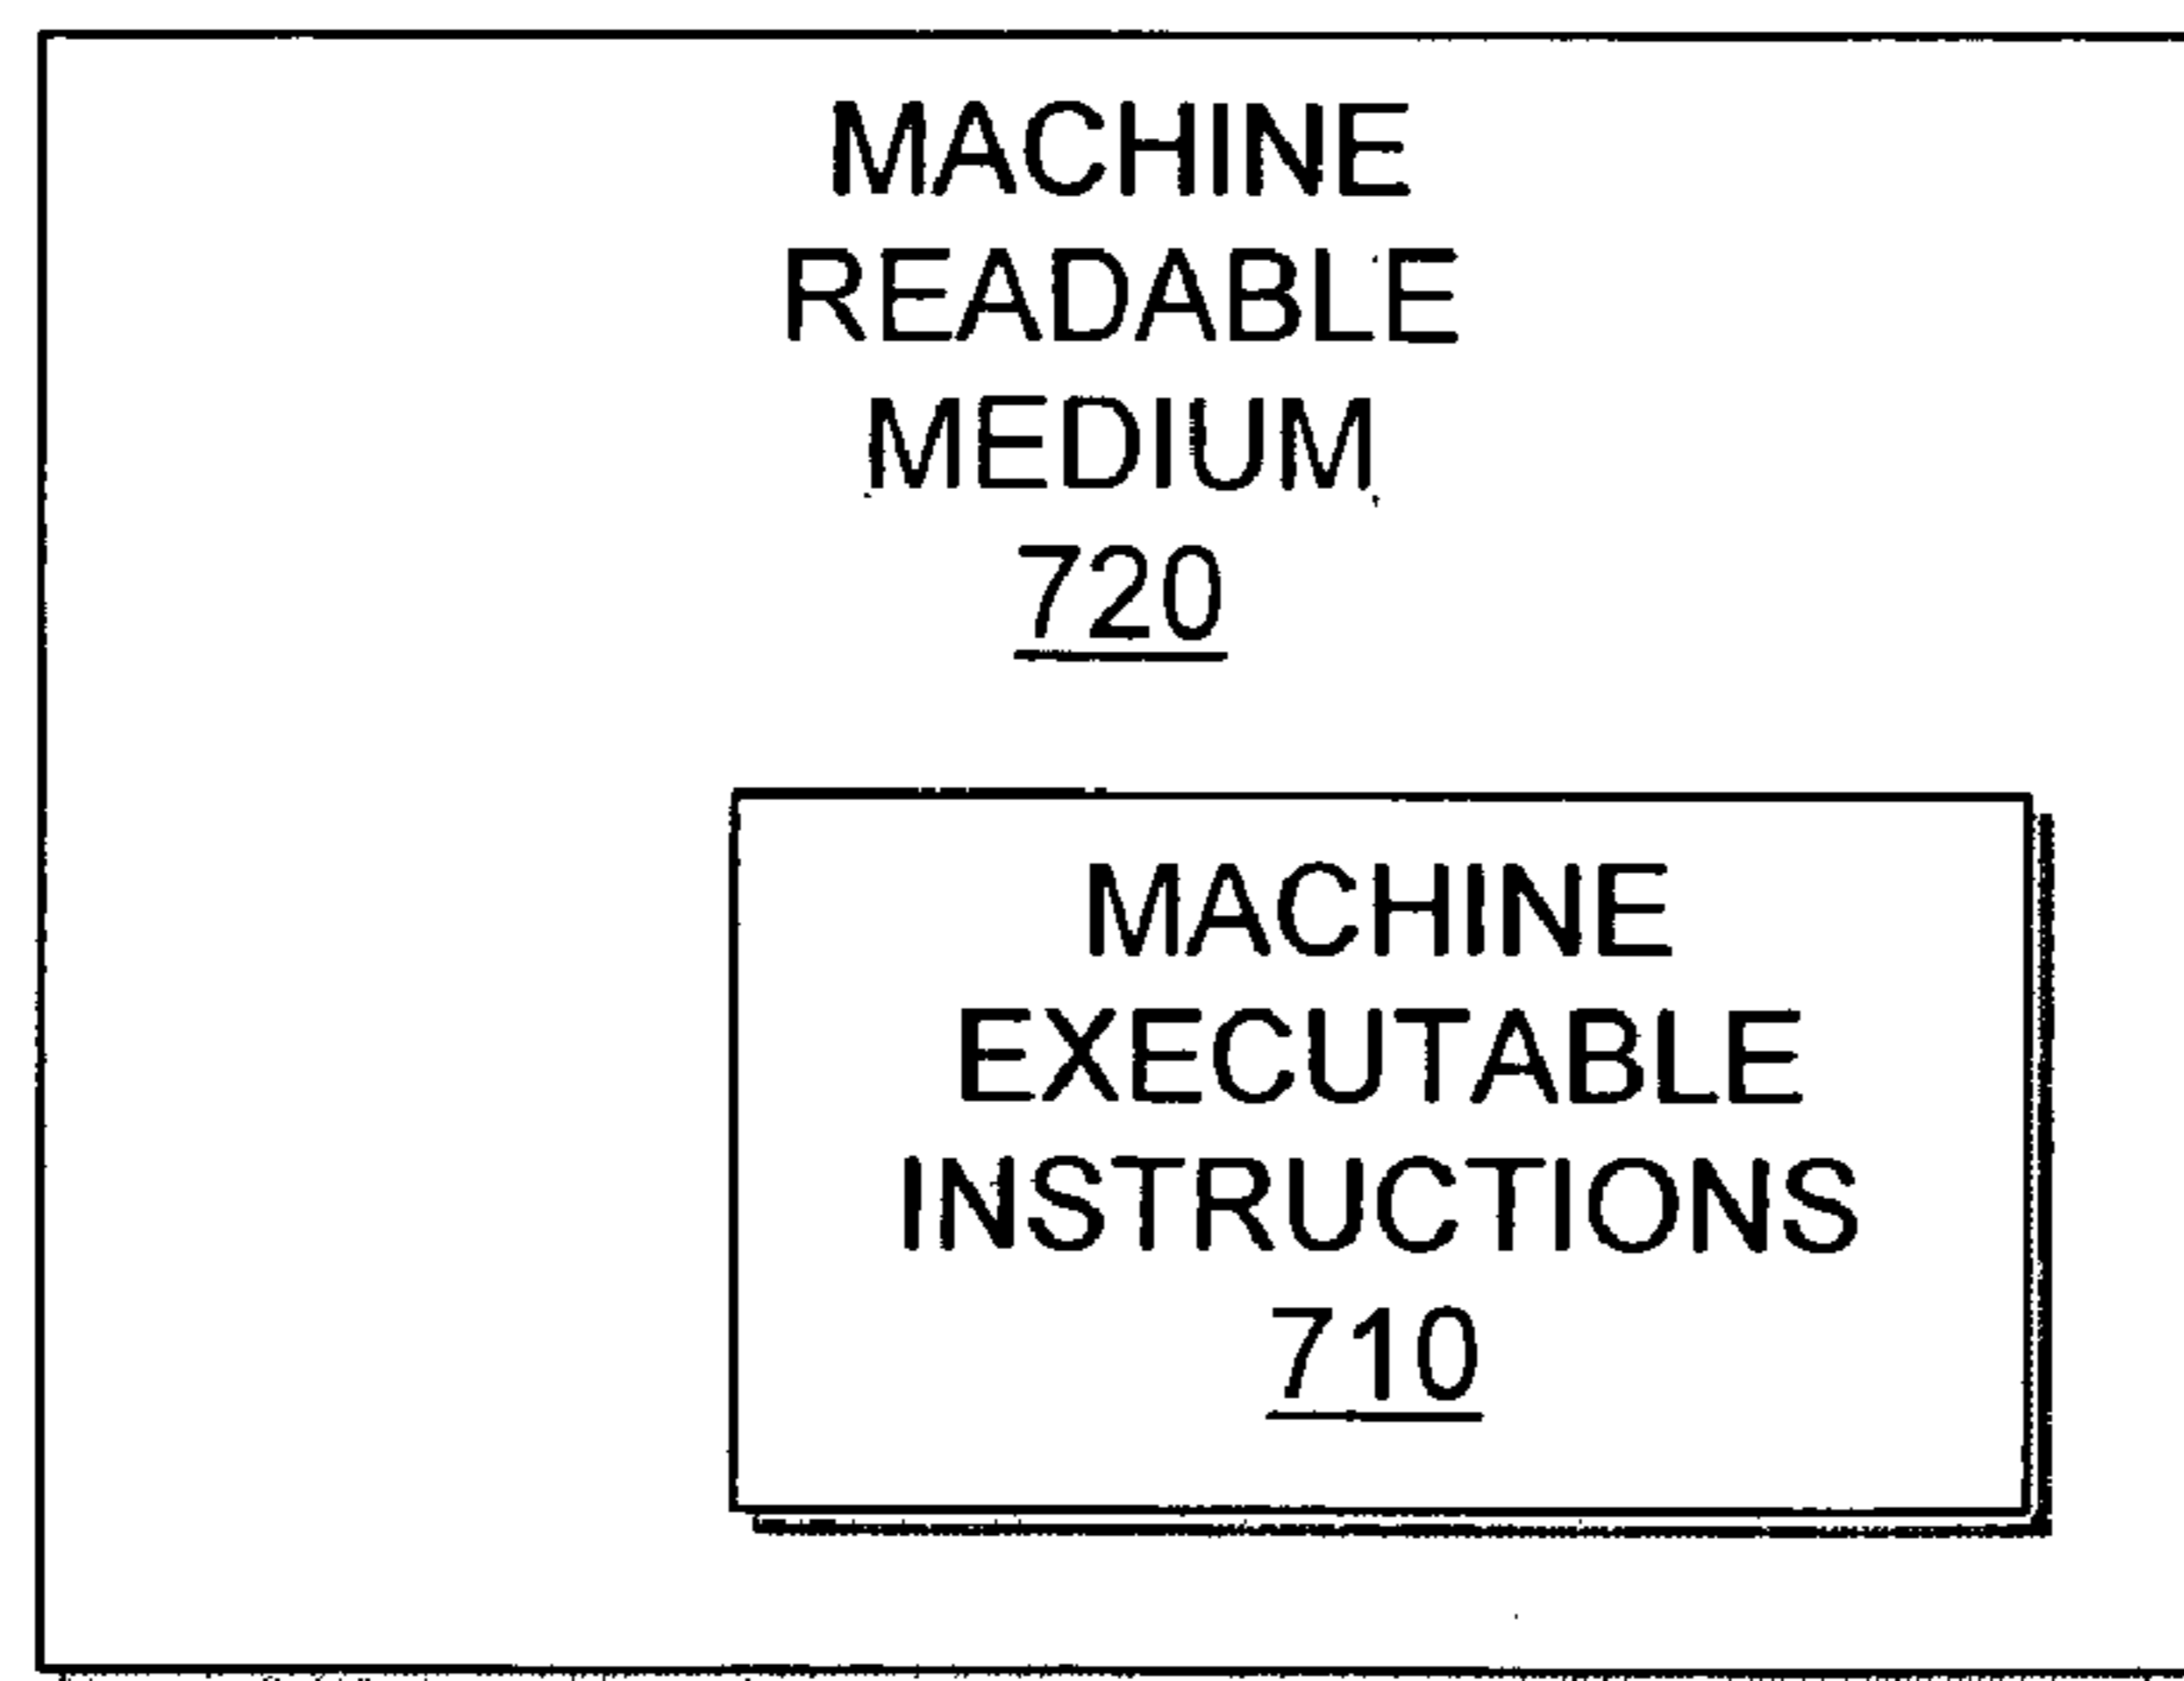 MACHINE
READABLE
MEDIUM
720
MACHINE
EXECUTABLE
INSTRUCTIONS
710